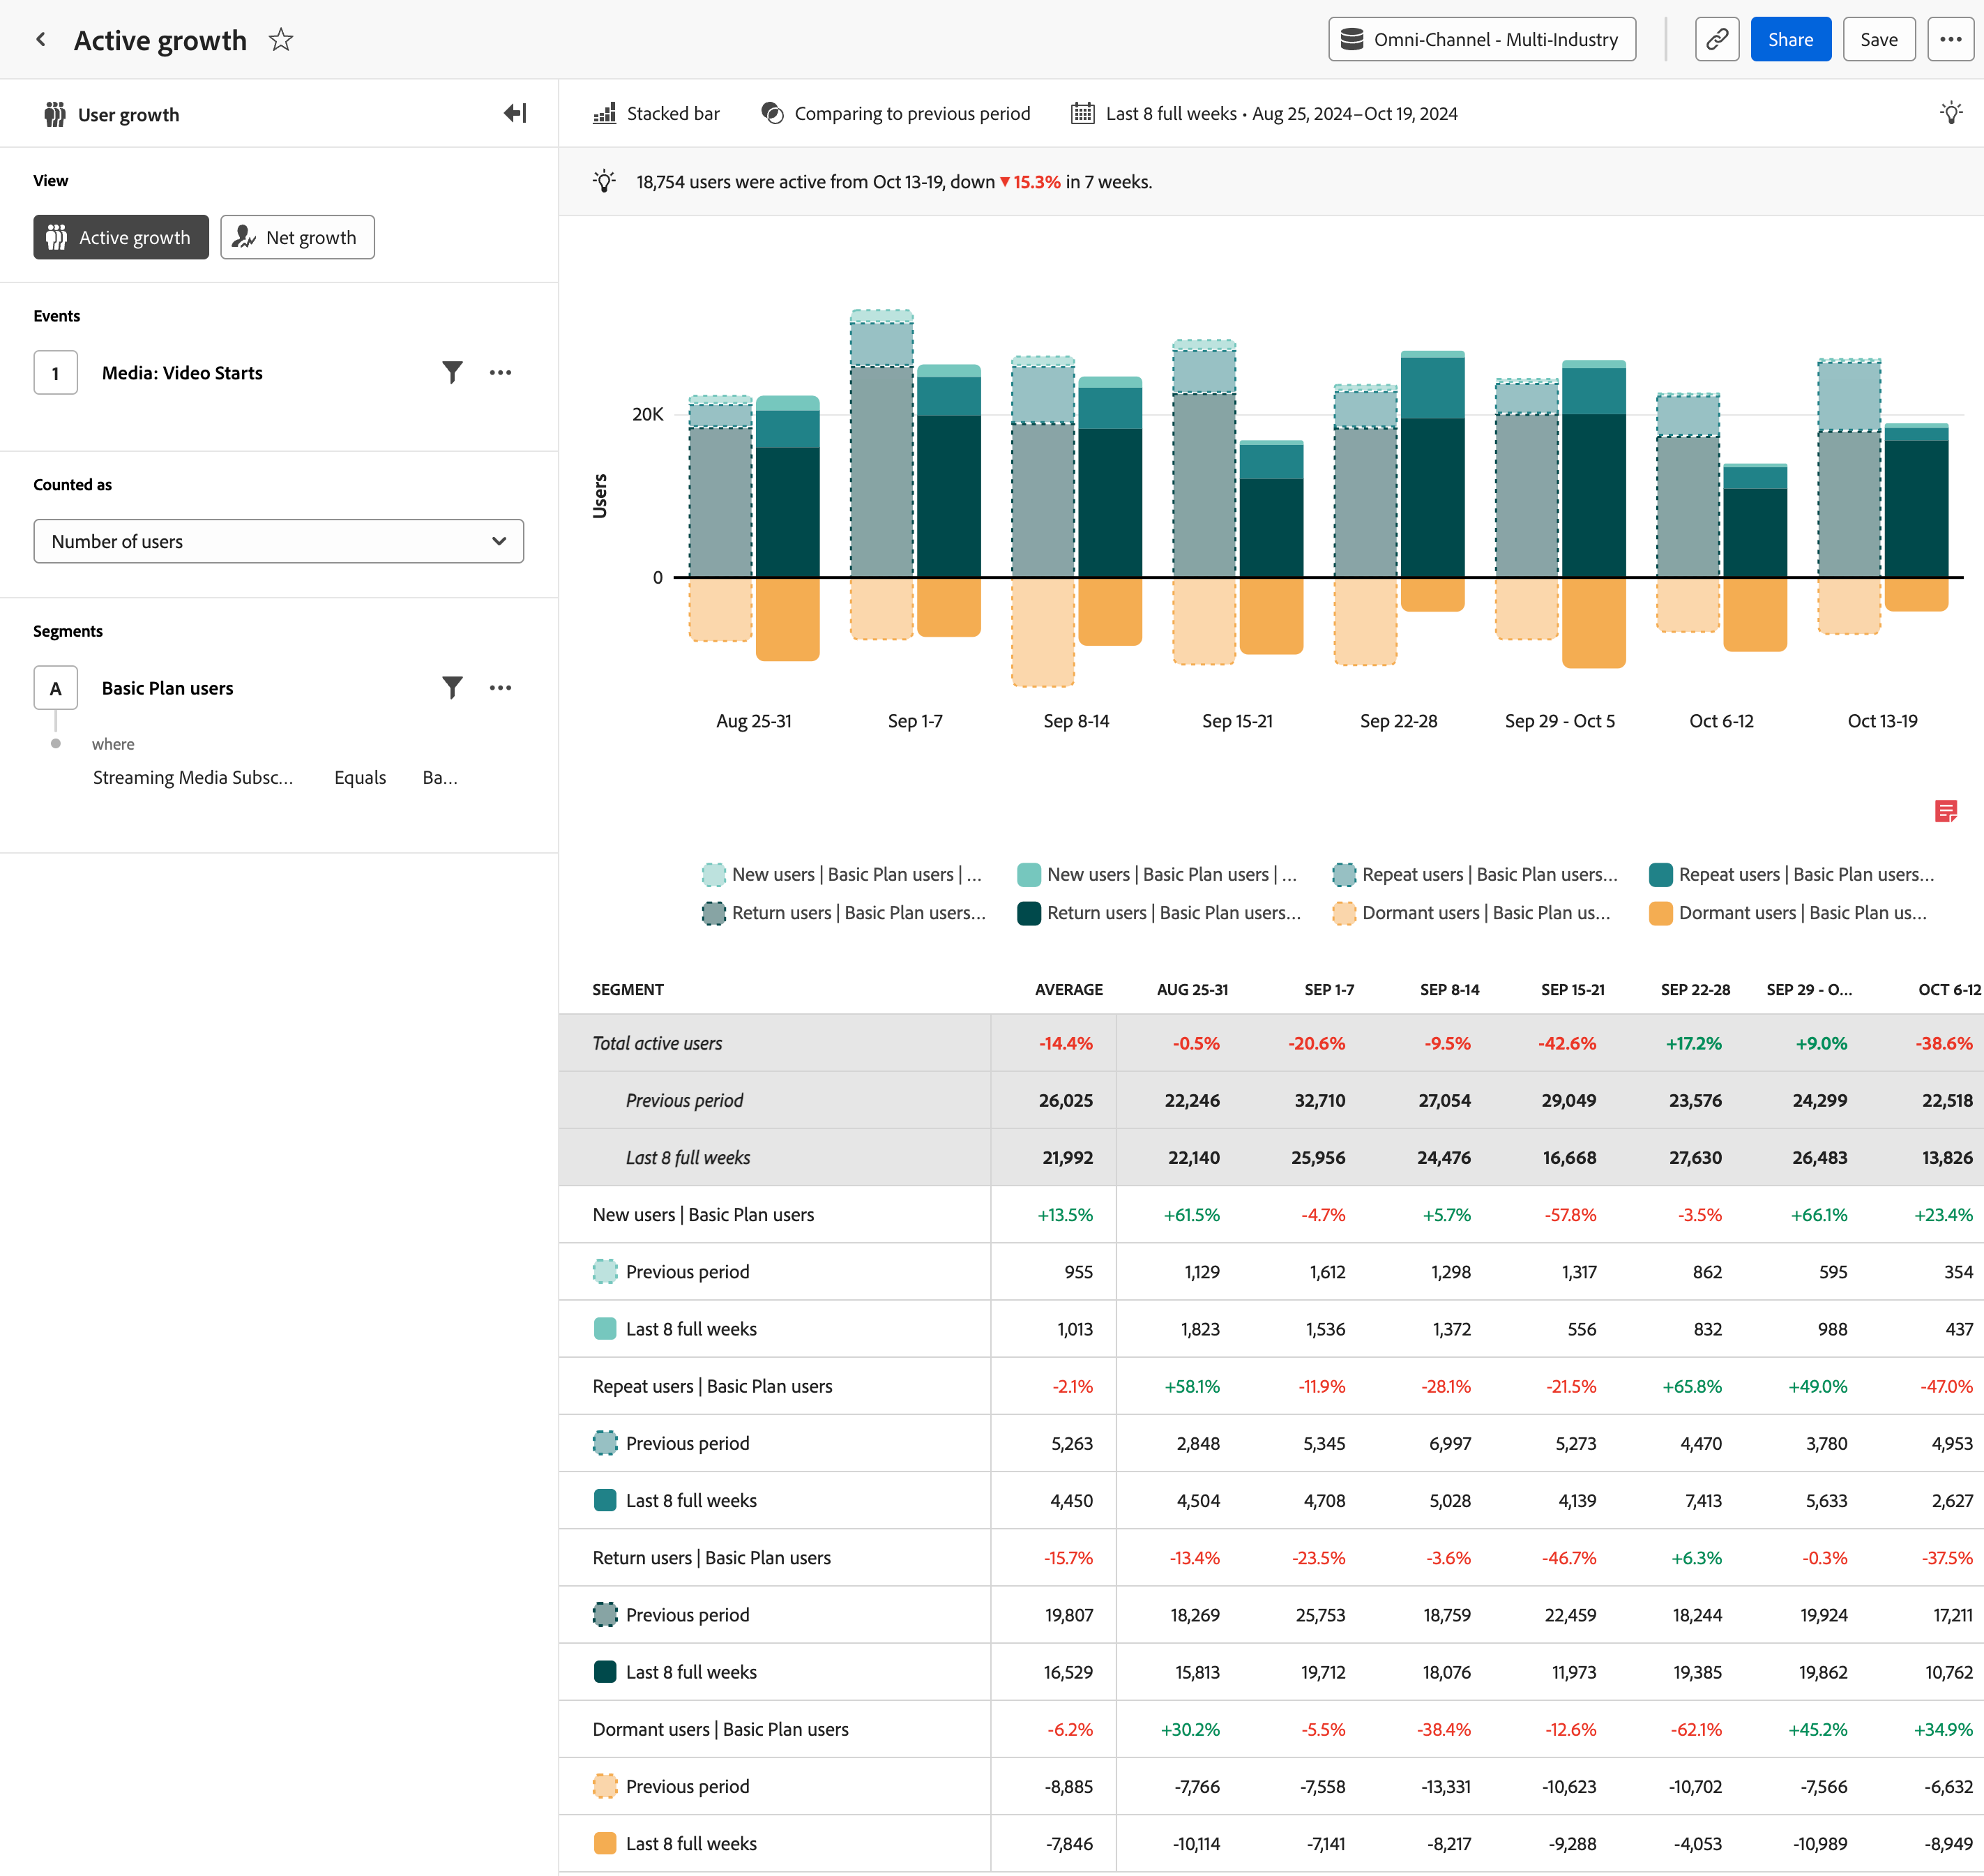 Active growth
Omni-Channel - Multi-Industry
Share
Save
User growth
Stacked bar
Comparing to previous period
Last 8 full weeks • Aug 25, 2024–Oct 19, 2024
View
Active growth
Net growth
Events
1
Media: Video Starts
Counted as
Number of users
Segments
A
Basic Plan users
where
Streaming Media Subsc... Equals Ba...
18,754 users were active from Oct 13-19, down ▼15.3% in 7 weeks.
Users
20K
0
Aug 25-31 Sep 1-7 Sep 8-14 Sep 15-21 Sep 22-28 Sep 29 - Oct 5 Oct 6-12 Oct 13-19
New users | Basic Plan users | ... New users | Basic Plan users | ... Repeat users | Basic Plan users... Repeat users | Basic Plan users...
Return users | Basic Plan users... Return users | Basic Plan users... Dormant users | Basic Plan us... Dormant users | Basic Plan us...
SEGMENT AVERAGE AUG 25-31 SEP 1-7 SEP 8-14 SEP 15-21 SEP 22-28 SEP 29 - O... OCT 6-12
Total active users -14.4% -0.5% -20.6% -9.5% -42.6% +17.2% +9.0% -38.6%
Previous period 26,025 22,246 32,710 27,054 29,049 23,576 24,299 22,518
Last 8 full weeks 21,992 22,140 25,956 24,476 16,668 27,630 26,483 13,826
New users | Basic Plan users +13.5% +61.5% -4.7% +5.7% -57.8% -3.5% +66.1% +23.4%
Previous period 955 1,129 1,612 1,298 1,317 862 595 354
Last 8 full weeks 1,013 1,823 1,536 1,372 556 832 988 437
Repeat users | Basic Plan users -2.1% +58.1% -11.9% -28.1% -21.5% +65.8% +49.0% -47.0%
Previous period 5,263 2,848 5,345 6,997 5,273 4,470 3,780 4,953
Last 8 full weeks 4,450 4,504 4,708 5,028 4,139 7,413 5,633 2,627
Return users | Basic Plan users -15.7% -13.4% -23.5% -3.6% -46.7% +6.3% -0.3% -37.5%
Previous period 19,807 18,269 25,753 18,759 22,459 18,244 19,924 17,211
Last 8 full weeks 16,529 15,813 19,712 18,076 11,973 19,385 19,862 10,762
Dormant users | Basic Plan users -6.2% +30.2% -5.5% -38.4% -12.6% -62.1% +45.2% +34.9%
Previous period -8,885 -7,766 -7,558 -13,331 -10,623 -10,702 -7,566 -6,632
Last 8 full weeks -7,846 -10,114 -7,141 -8,217 -9,288 -4,053 -10,989 -8,949